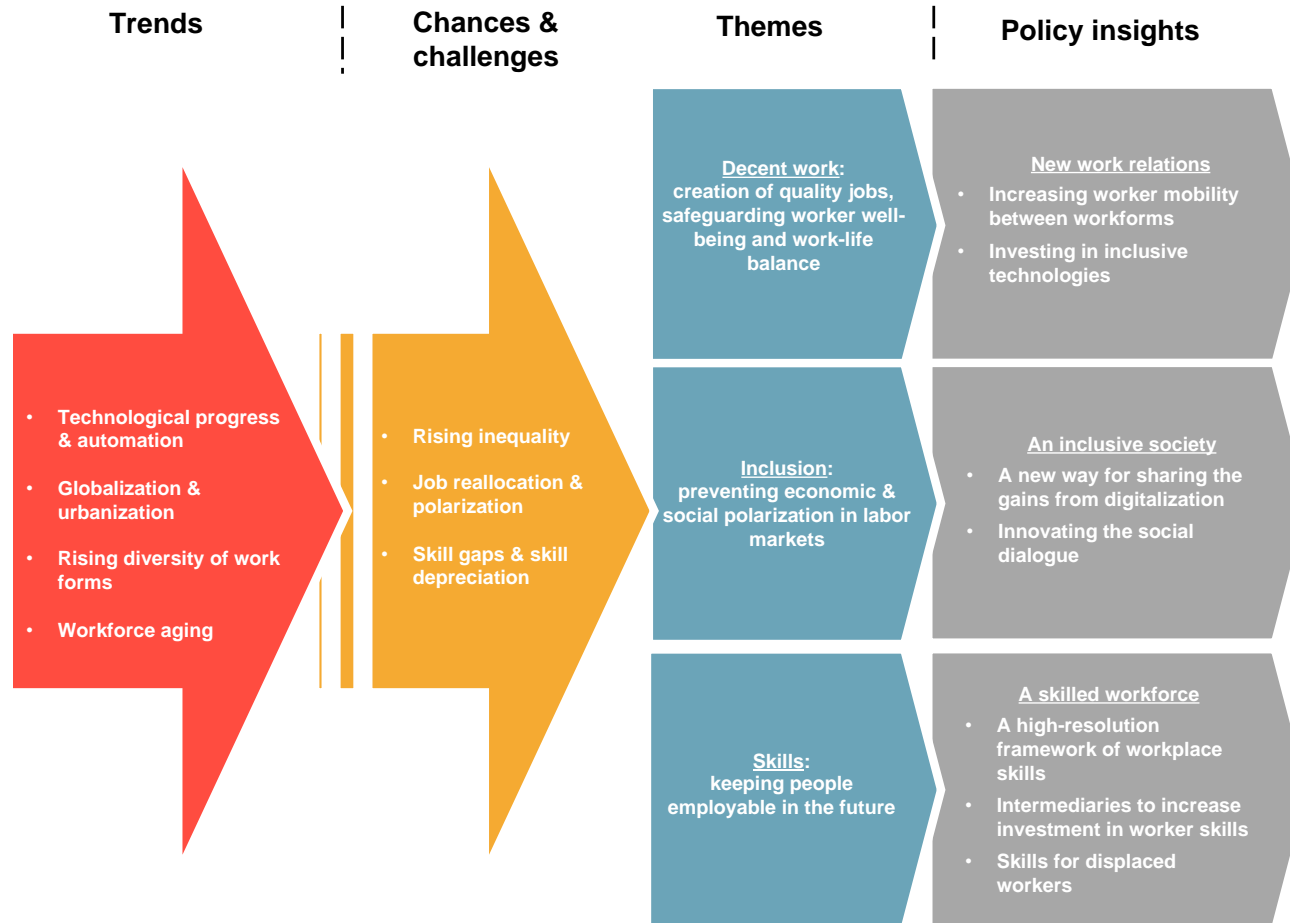 Trends
Chances &
challenges
Themes
Policy insights
• Technological progress
& automation
• Globalization &
urbanization
• Rising diversity of work
forms
• Workforce aging
• Rising inequality
• Job reallocation &
polarization
• Skill gaps & skill
depreciation
Decent work:
creation of quality jobs,
safeguarding worker well-
being and work-life
balance
New work relations
• Increasing worker mobility
between workforms
• Investing in inclusive
technologies
Inclusion:
preventing economic &
social polarization in labor
markets
An inclusive society
• A new way for sharing the
gains from digitalization
• Innovating the social
dialogue
Skills:
keeping people
employable in the future
A skilled workforce
• A high-resolution
framework of workplace
skills
• Intermediaries to increase
investment in worker skills
• Skills for displaced
workers